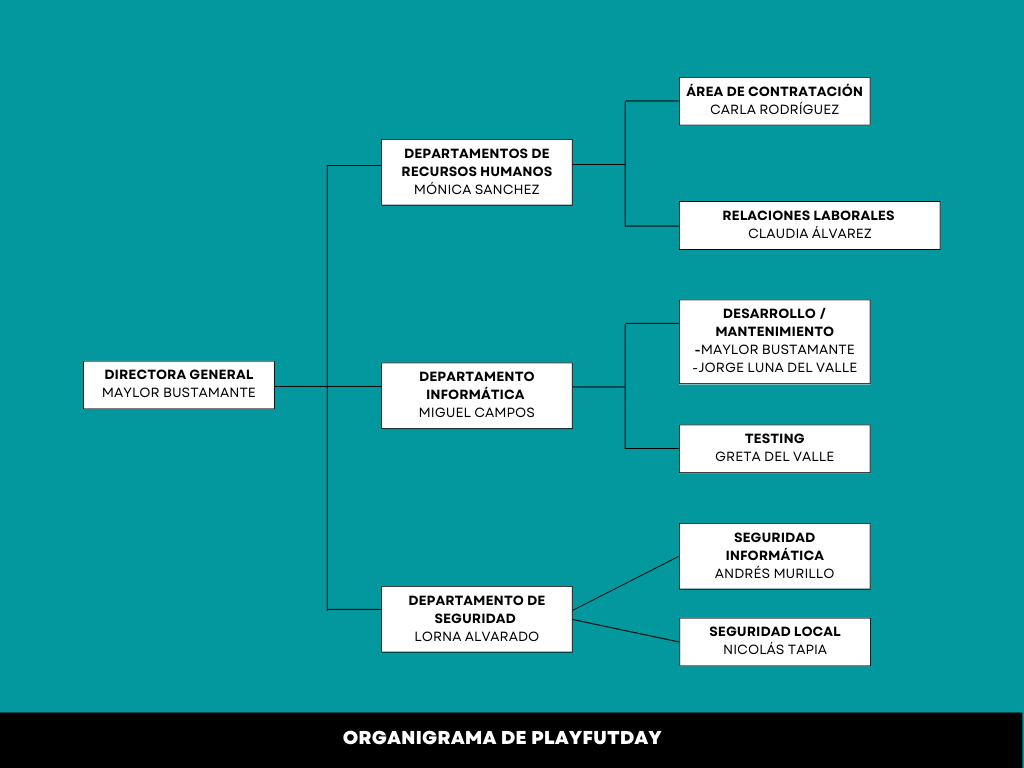 ÁREA DE CONTRATACIÓN
CARLA RODRÍGUEZ
DEPARTAMENTOS DE
RECURSOS HUMANOS
MÓNICA SANCHEZ
RELACIONES LABORALES
CLAUDIA ÁLVAREZ
DESARROLLO /
MANTENIMIENTO
-MAYLOR BUSTAMANTE
-JORGE LUNA DEL VALLE
DIRECTORA GENERAL
MAYLOR BUSTAMANTE
DEPARTAMENTO
INFORMÁTICA
MIGUEL CAMPOS
TESTING
GRETA DEL VALLE
SEGURIDAD
INFORMÁTICA
ANDRÉS MURILLO
DEPARTAMENTO DE
SEGURIDAD
LORNA ALVARADO
SEGURIDAD LOCAL
NICOLÁS TAPIA
ORGANIGRAMA DE PLAYFUTDAY